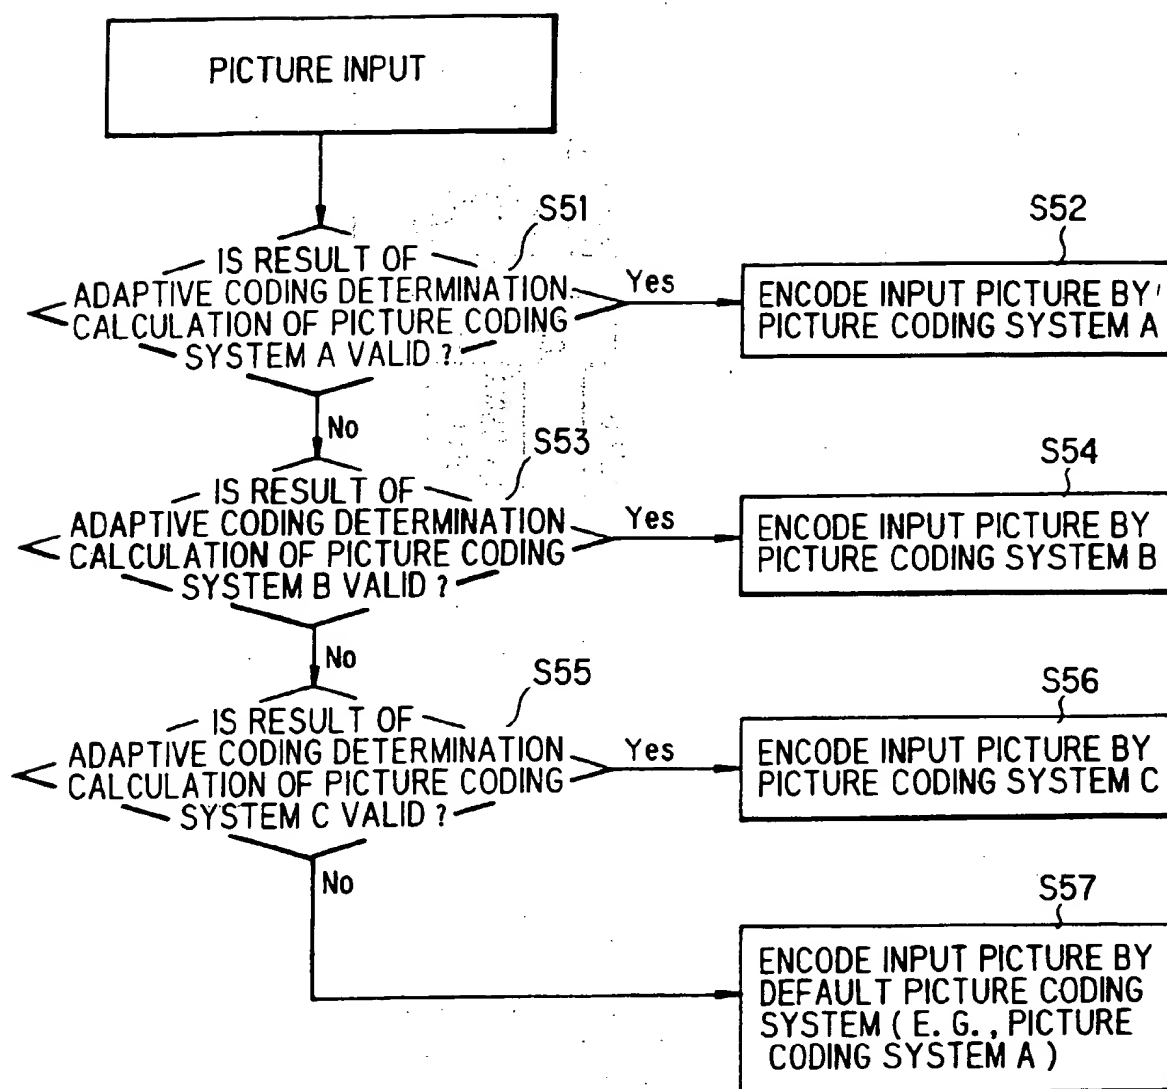 PICTURE INPUT
S51
IS RESULT OF
ADAPTIVE CODING DETERMINATION
CALCULATION OF PICTURE CODING
SYSTEM A VALID ?
Yes
S52
ENCODE INPUT PICTURE BY
PICTURE CODING SYSTEM A
No
S53
IS RESULT OF
ADAPTIVE CODING DETERMINATION
CALCULATION OF PICTURE CODING
SYSTEM B VALID ?
Yes
S54
ENCODE INPUT PICTURE BY
PICTURE CODING SYSTEM B
No
S55
IS RESULT OF
ADAPTIVE CODING DETERMINATION
CALCULATION OF PICTURE CODING
SYSTEM C VALID ?
Yes
S56
ENCODE INPUT PICTURE BY
PICTURE CODING SYSTEM C
No
S57
ENCODE INPUT PICTURE BY
DEFAULT PICTURE CODING
SYSTEM ( E. G. , PICTURE
CODING SYSTEM A )